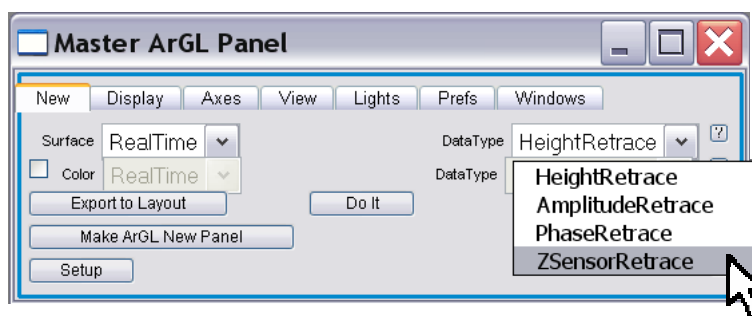 Master ArGL Panel
New Display Axes View Lights Prefs Windows
Surface RealTime DataType HeightRetrace ?
Color RealTime DataType
HeightRetrace
AmplitudeRetrace
PhaseRetrace
ZSensorRetrace
Export to Layout Do It
Make ArGL New Panel
Setup